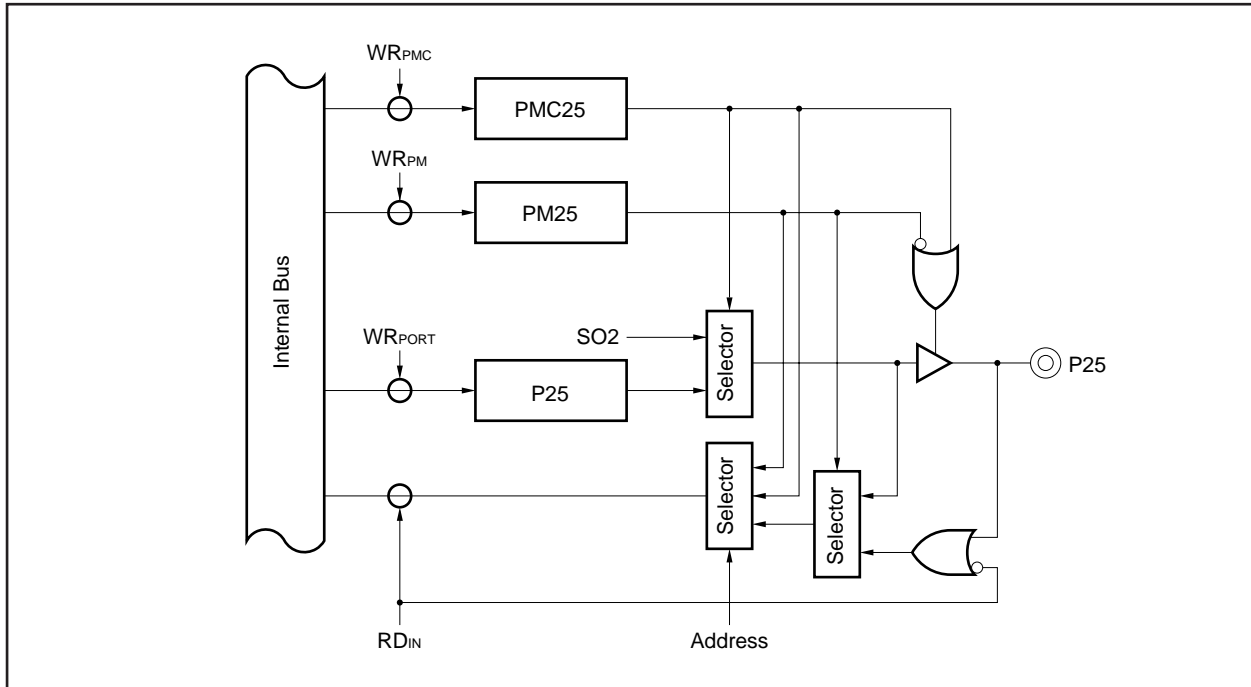 WRPMC
PMC25
WRPM
PM25
Internal Bus
SO2
Selector
WRPORT
P25
P25
Selector
Selector
RDIN
Address